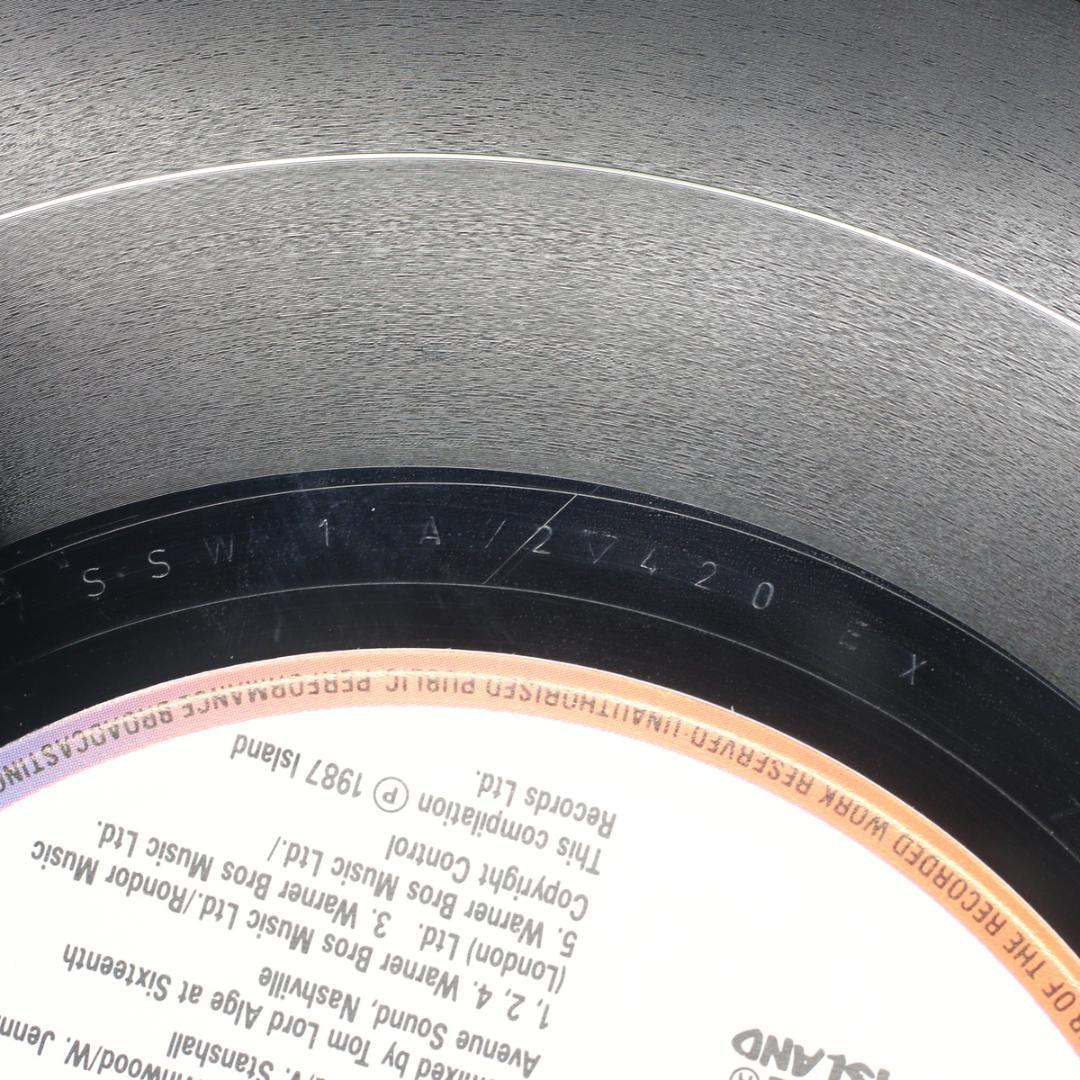 SSW 1 A / 2 ▽ 420 EX
OF THE RECORDED WORK RESERVED·UNAUTHORISED PUBLIC PERFORMANCE BROADCASTING
ISLAND
®
/V. Stanshall
mixed by Tom Lord Alge at Sixteenth
Avenue Sound, Nashville
1, 2, 4. Warner Bros Music Ltd./Rondor Music
(London) Ltd. 3. Warner Bros Music Ltd.
5. Warner Bros Music Ltd./
Copyright Control
This compilation ℗ 1987 Island
Records Ltd.